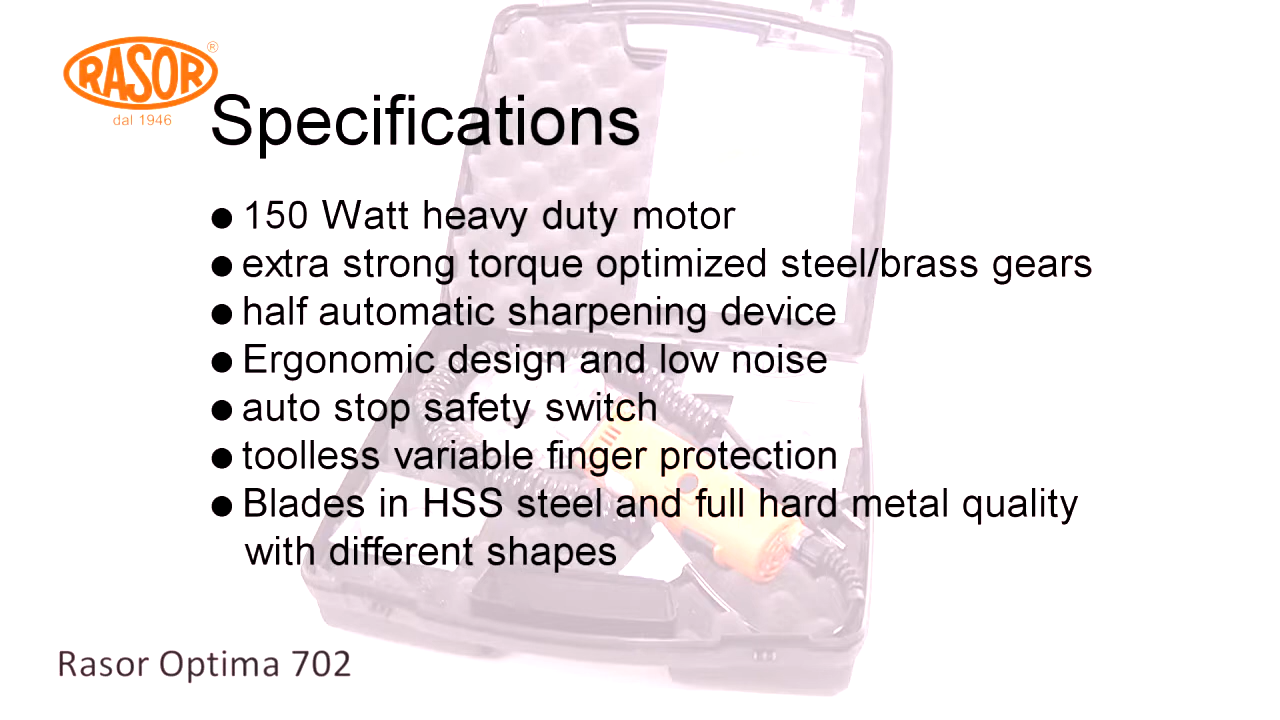 RASOR®
dal 1946
Specifications
● 150 Watt heavy duty motor
● extra strong torque optimized steel/brass gears
● half automatic sharpening device
● Ergonomic design and low noise
● auto stop safety switch
● toolless variable finger protection
● Blades in HSS steel and full hard metal quality
with different shapes
Rasor Optima 702